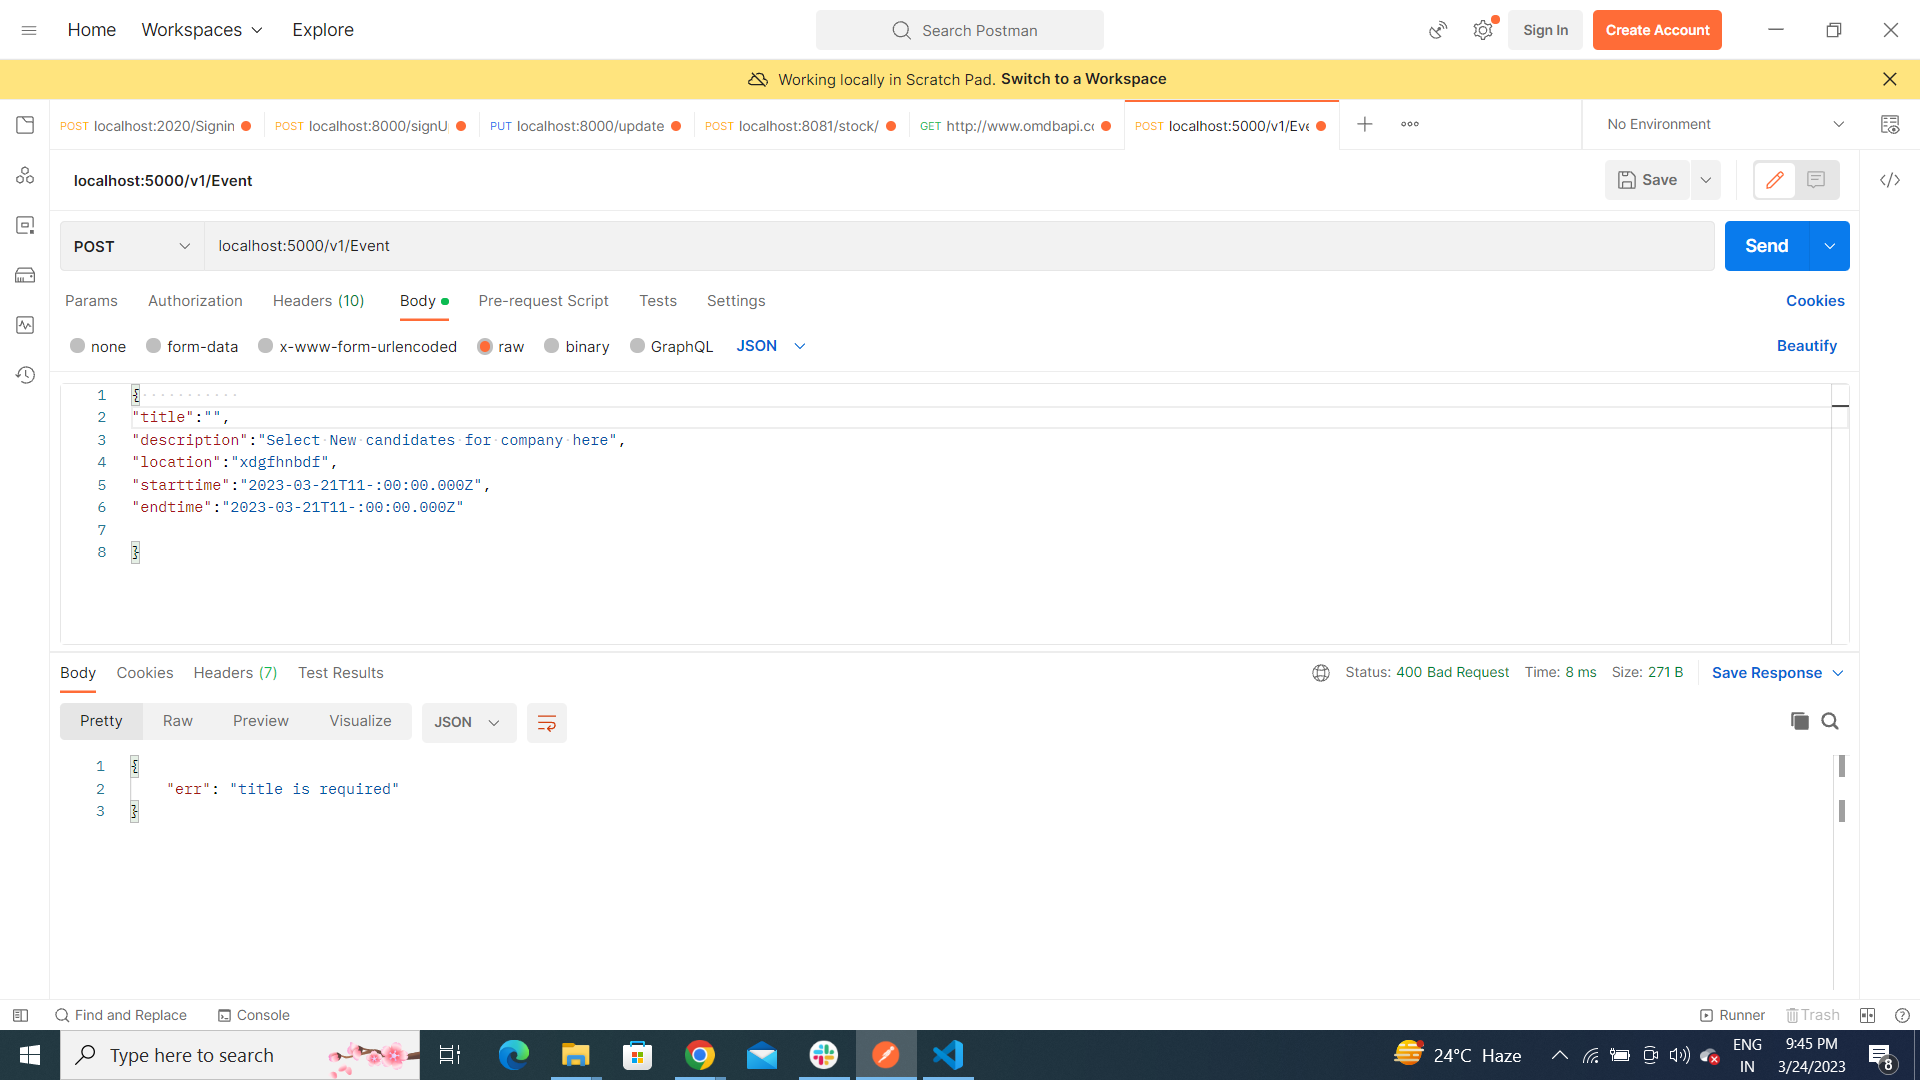 Home Workspaces Explore Search Postman Sign In Create Account
Working locally in Scratch Pad. Switch to a Workspace
POST localhost:2020/Signin POST localhost:8000/signU PUT localhost:8000/update POST localhost:8081/stock/ GET http://www.omdbapi.co POST localhost:5000/v1/Eve No Environment
localhost:5000/v1/Event Save
POST localhost:5000/v1/Event Send
Params Authorization Headers (10) Body Pre-request Script Tests Settings Cookies
none form-data x-www-form-urlencoded raw binary GraphQL JSON Beautify
1 {
2 "title":"",
3 "description":"Select New candidates for company here",
4 "location":"xdgfhnbdf",
5 "starttime":"2023-03-21T11-:00:00.000Z",
6 "endtime":"2023-03-21T11-:00:00.000Z"
7
8 }
Body Cookies Headers (7) Test Results Status: 400 Bad Request Time: 8 ms Size: 271 B Save Response
Pretty Raw Preview Visualize JSON
1 {
2 "err": "title is required"
3 }
Find and Replace Console Runner Trash
Type here to search 24°C Haze ENG IN 9:45 PM 3/24/2023 8